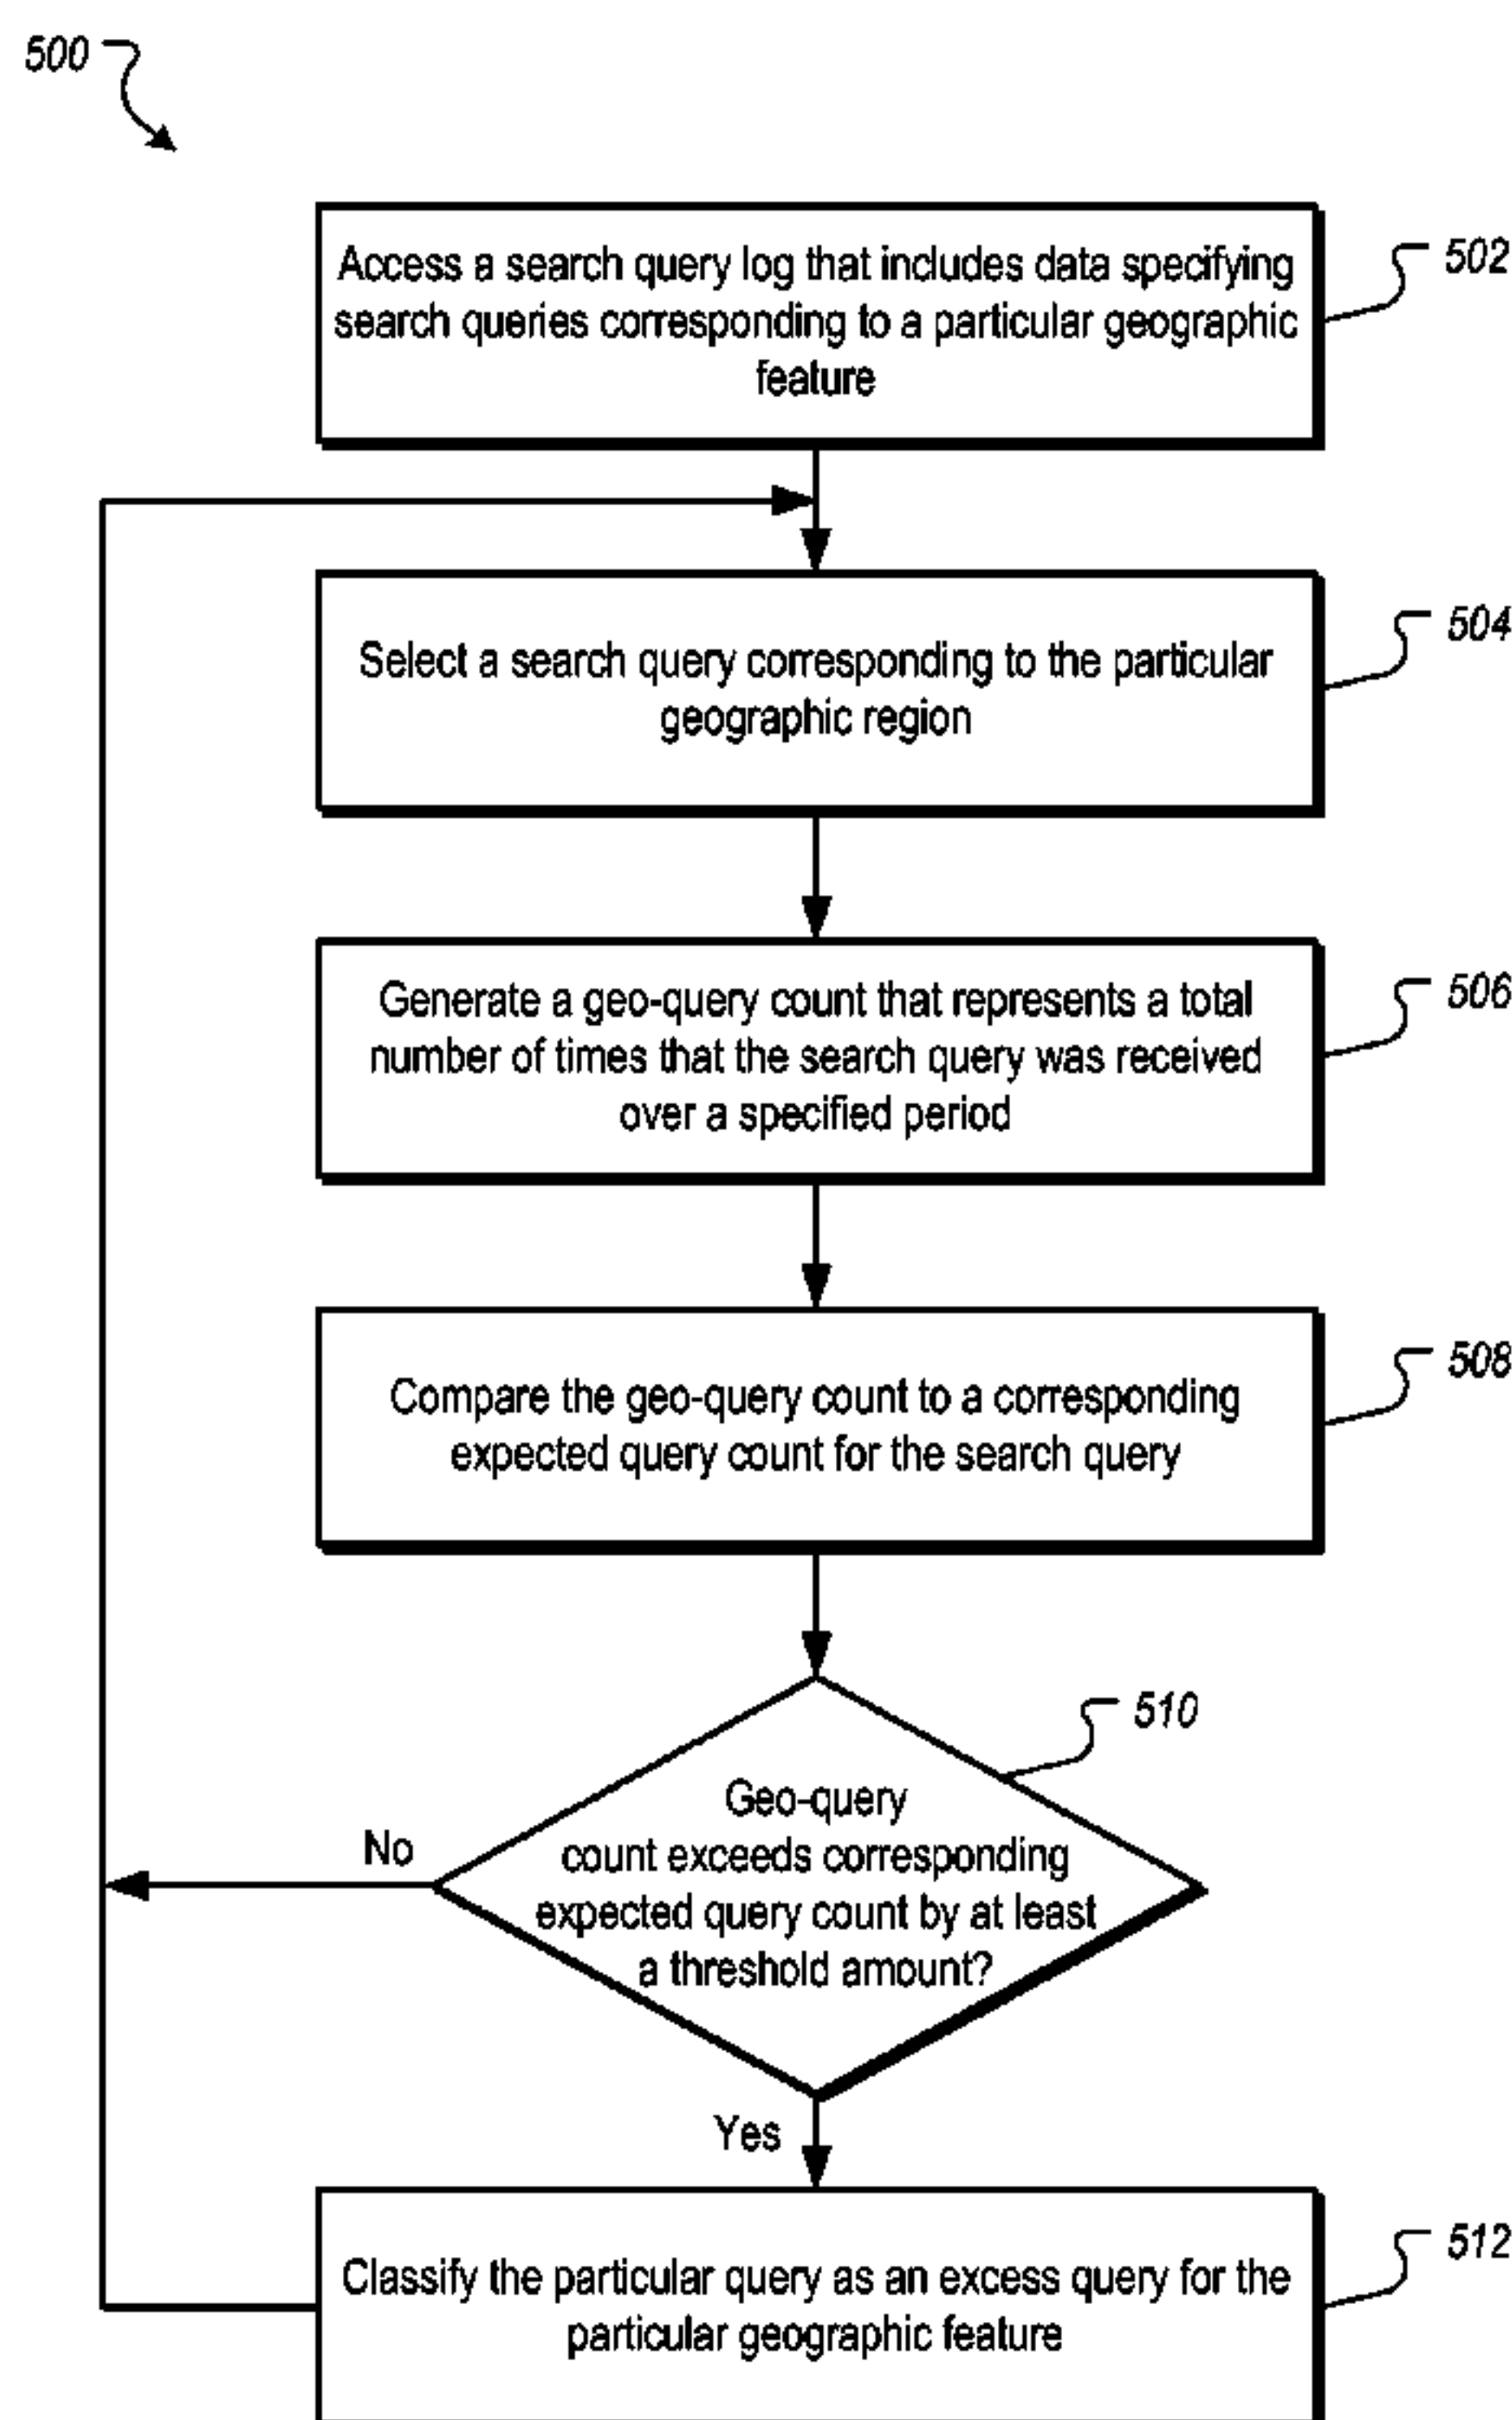 500
Access a search query log that includes data specifying
search queries corresponding to a particular geographic
feature
502
Select a search query corresponding to the particular
geographic region
504
Generate a geo-query count that represents a total
number of times that the search query was received
over a specified period
506
Compare the geo-query count to a corresponding
expected query count for the search query
508
510
Geo-query
count exceeds corresponding
expected query count by at least
a threshold amount?
No
Yes
Classify the particular query as an excess query for the
particular geographic feature
512